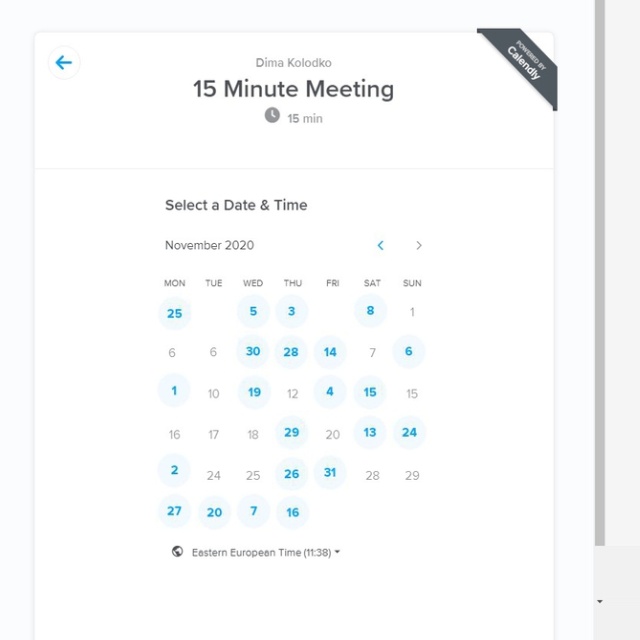 POWERED BY
Calendly
Dima Kolodko
15 Minute Meeting
15 min
Select a Date & Time
November 2020
MON TUE WED THU FRI SAT SUN
25 5 3 8 1
6 6 30 28 14 7 6
1 10 19 12 4 15 15
16 17 18 29 20 13 24
2 24 25 26 31 28 29
27 20 7 16
Eastern European Time (11:38)